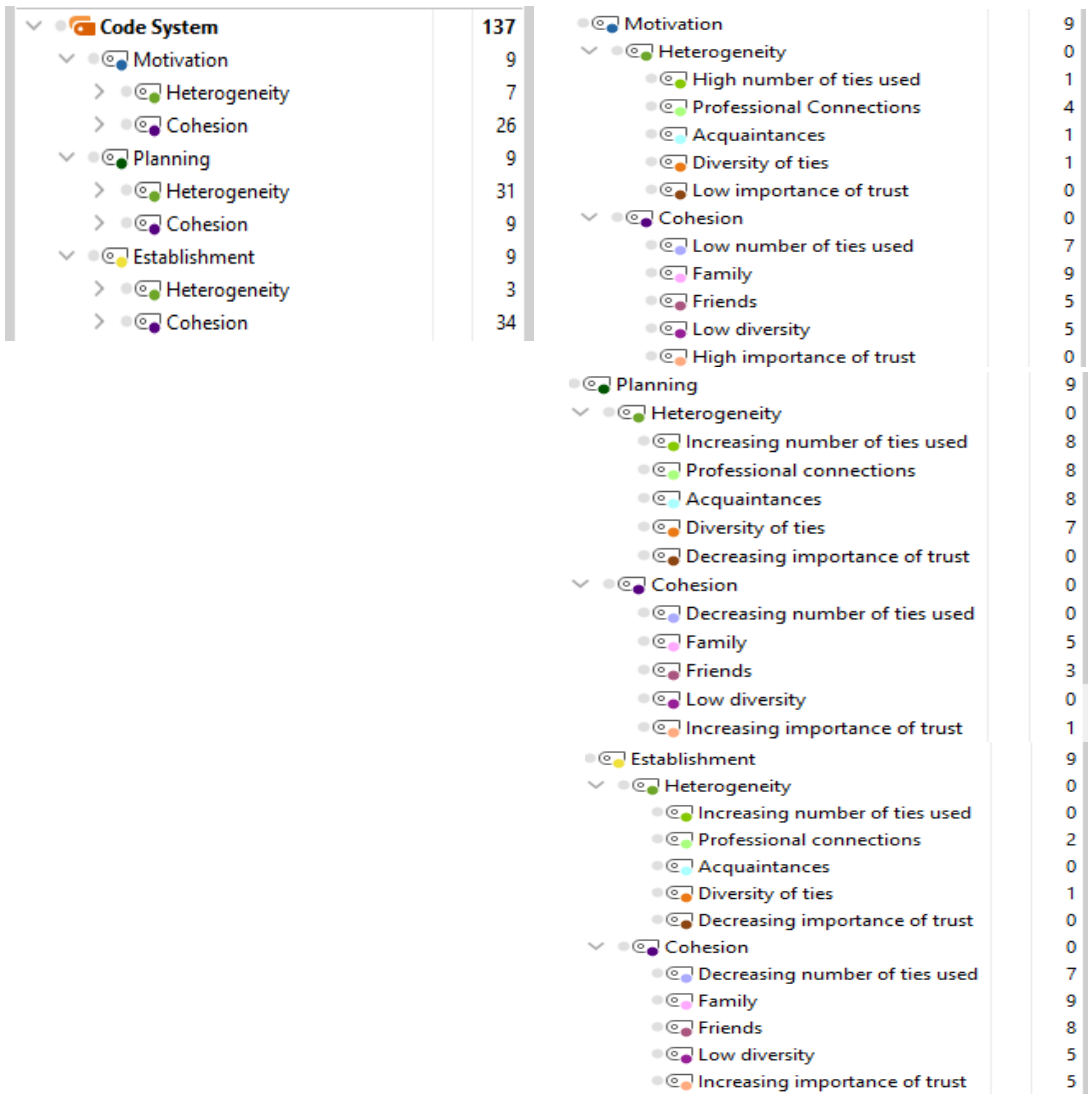 Code System 137
Motivation 9
Heterogeneity 7
Cohesion 26
Planning 9
Heterogeneity 31
Cohesion 9
Establishment 9
Heterogeneity 3
Cohesion 34
Motivation 9
Heterogeneity 0
High number of ties used 1
Professional Connections 4
Acquaintances 1
Diversity of ties 1
Low importance of trust 0
Cohesion 0
Low number of ties used 7
Family 9
Friends 5
Low diversity 5
High importance of trust 0
Planning 9
Heterogeneity 0
Increasing number of ties used 8
Professional connections 8
Acquaintances 8
Diversity of ties 7
Decreasing importance of trust 0
Cohesion 0
Decreasing number of ties used 0
Family 5
Friends 3
Low diversity 0
Increasing importance of trust 1
Establishment 9
Heterogeneity 0
Increasing number of ties used 0
Professional connections 2
Acquaintances 0
Diversity of ties 1
Decreasing importance of trust 0
Cohesion 0
Decreasing number of ties used 7
Family 9
Friends 8
Low diversity 5
Increasing importance of trust 5